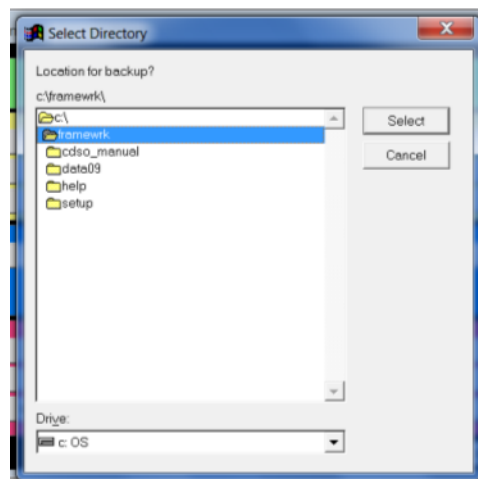 Select Directory
Location for backup?
c:\framewrk\
c:\
framewrk
cdso_manual
data09
help
setup
Select
Cancel
Drive:
c: OS